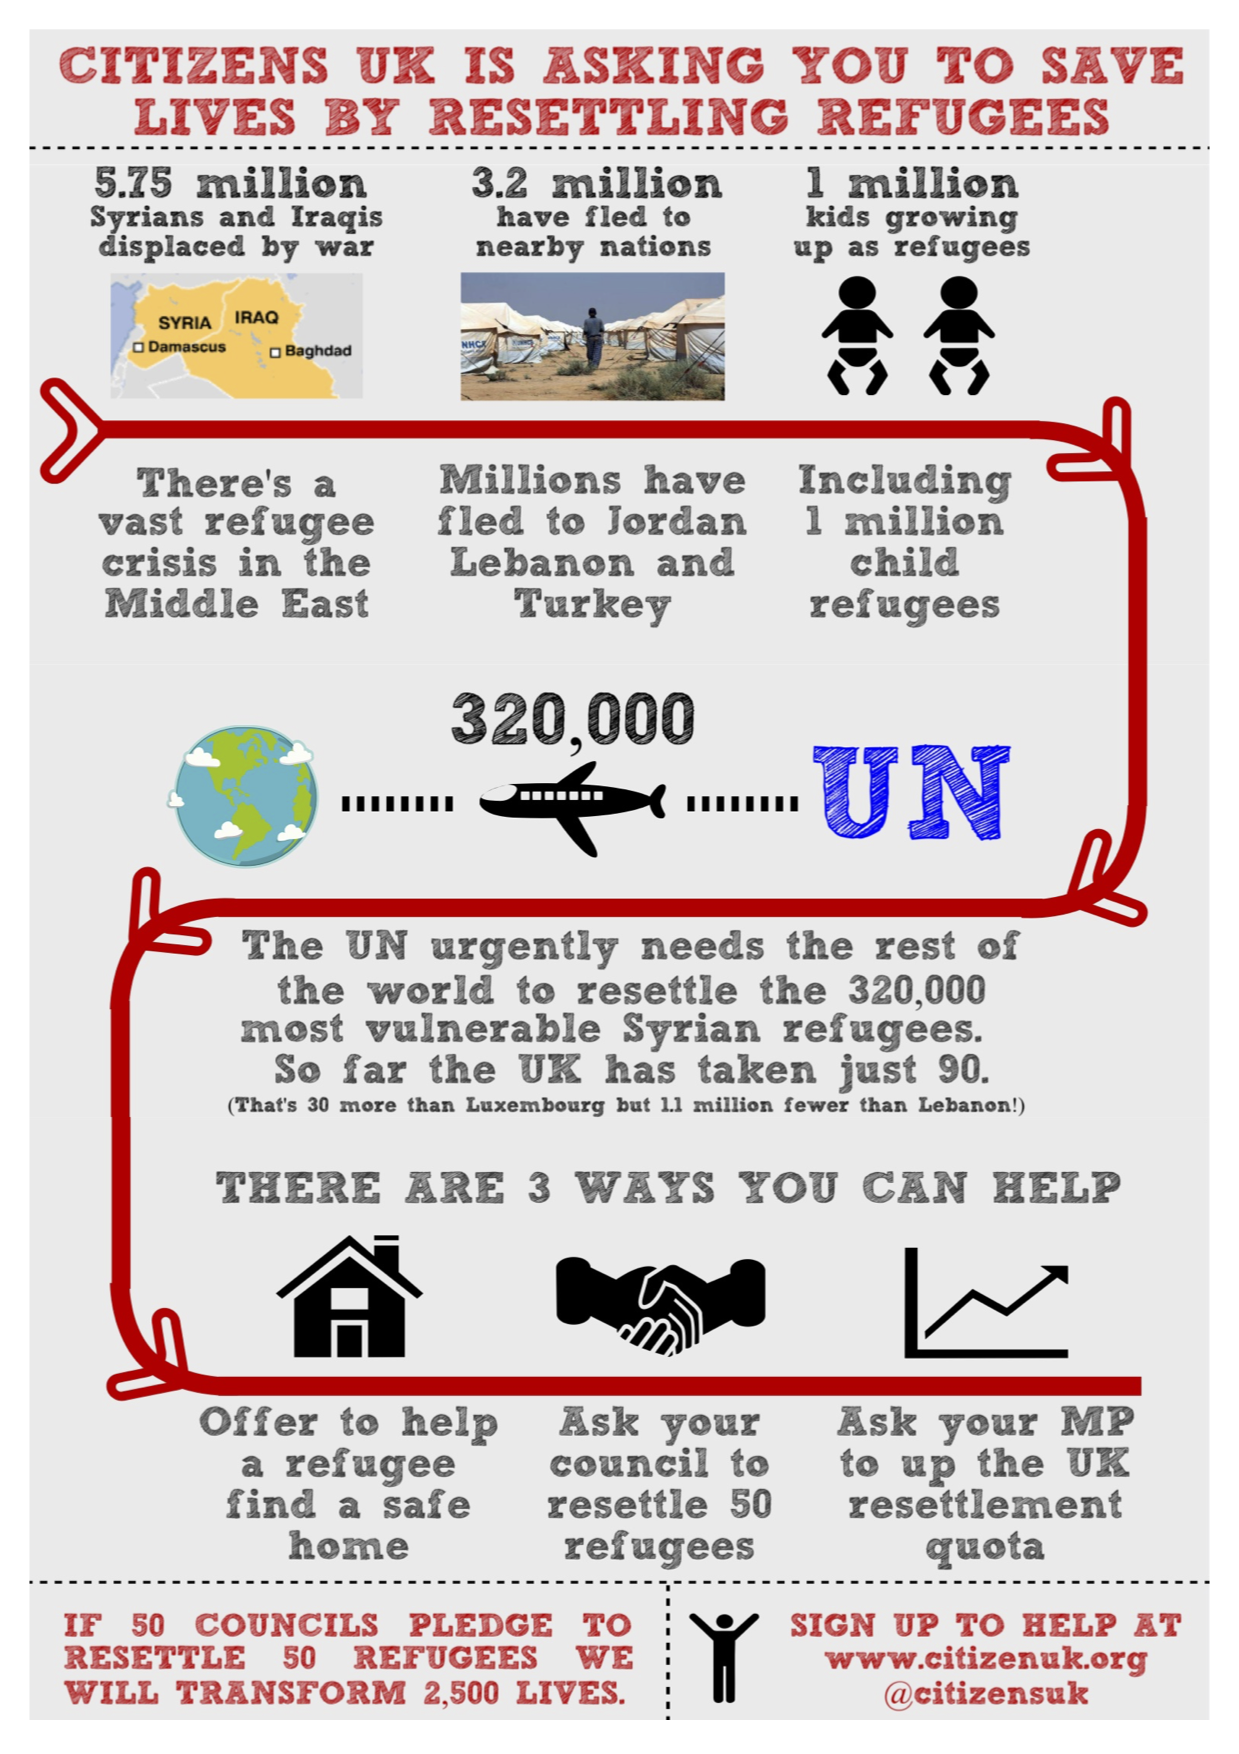 CITIZENS UK IS ASKING YOU TO SAVE
LIVES BY RESETTLING REFUGEES
5.75 million
Syrians and Iraqis
displaced by war
3.2 million
have fled to
nearby nations
1 million
kids growing
up as refugees
SYRIA
IRAQ
Damascus
Baghdad
There's a
vast refugee
crisis in the
Middle East
Millions have
fled to Jordan
Lebanon and
Turkey
Including
1 million
child
refugees
320,000
UN
The UN urgently needs the rest of
the world to resettle the 320,000
most vulnerable Syrian refugees.
So far the UK has taken just 90.
(That's 30 more than Luxembourg but 1.1 million fewer than Lebanon!)
THERE ARE 3 WAYS YOU CAN HELP
Offer to help
a refugee
find a safe
home
Ask your
council to
resettle 50
refugees
Ask your MP
to up the UK
resettlement
quota
IF 50 COUNCILS PLEDGE TO
RESETTLE 50 REFUGEES WE
WILL TRANSFORM 2,500 LIVES.
SIGN UP TO HELP AT
www.citizenuk.org
@citizensuk